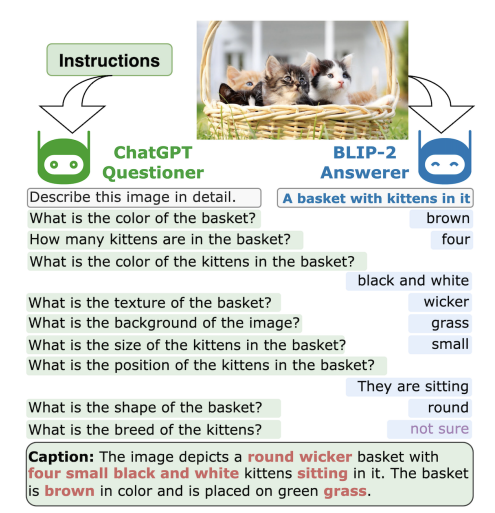 Instructions
ChatGPT
Questioner
BLIP-2
Answerer
Describe this image in detail.
A basket with kittens in it
What is the color of the basket?
brown
How many kittens are in the basket?
four
What is the color of the kittens in the basket?
black and white
What is the texture of the basket?
wicker
What is the background of the image?
grass
What is the size of the kittens in the basket?
small
What is the position of the kittens in the basket?
They are sitting
What is the shape of the basket?
round
What is the breed of the kittens?
not sure
Caption: The image depicts a round wicker basket with
four small black and white kittens sitting in it. The basket
is brown in color and is placed on green grass.